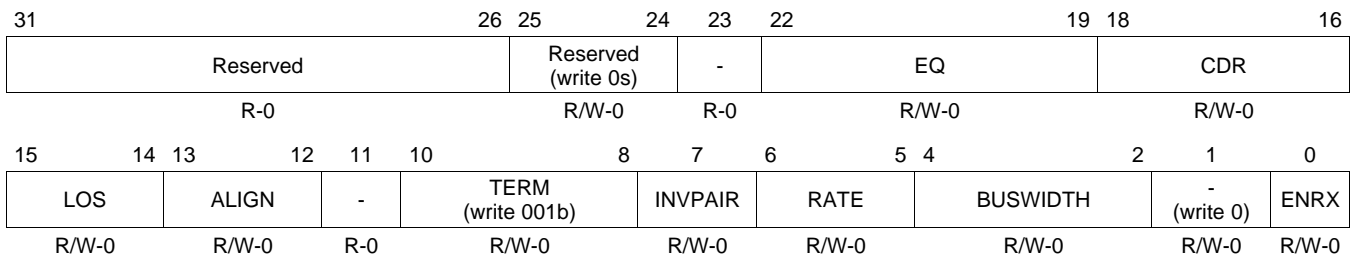 31 26 25 24 23 22 19 18 16
Reserved Reserved (write 0s) - EQ CDR
R-0 R/W-0 R-0 R/W-0 R/W-0
15 14 13 12 11 10 8 7 6 5 4 2 1 0
LOS ALIGN - TERM (write 001b) INVPAIR RATE BUSWIDTH - (write 0) ENRX
R/W-0 R/W-0 R-0 R/W-0 R/W-0 R/W-0 R/W-0 R/W-0 R/W-0